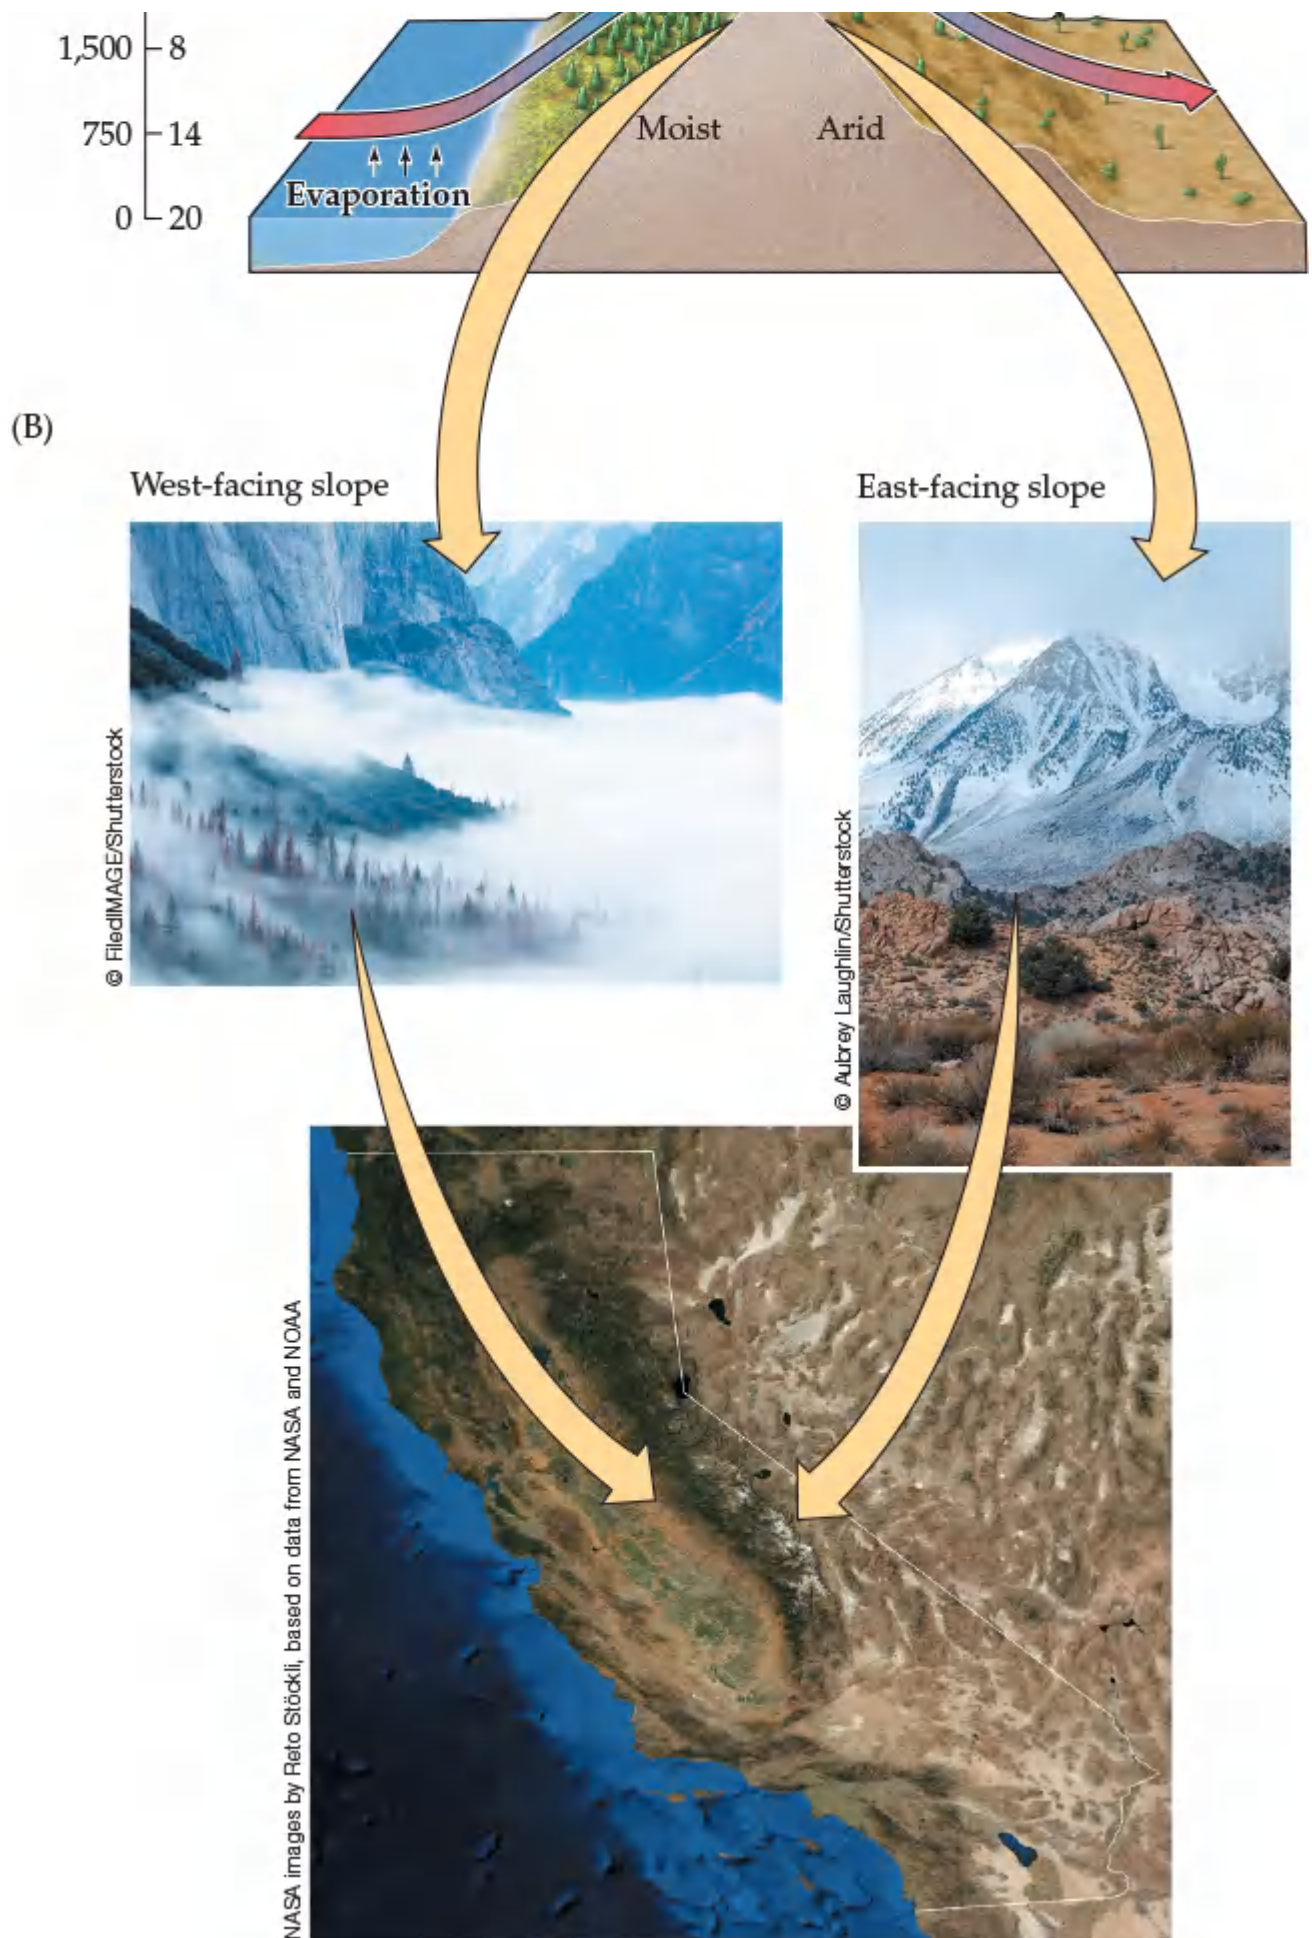 1,500 8
750 14
0 20
Moist
Arid
Evaporation
(B)
West-facing slope
East-facing slope
© FiledIMAGE/Shutterstock
© Aubrey Laughlin/Shutterstock
NASA images by Reto Stöckli, based on data from NASA and NOAA